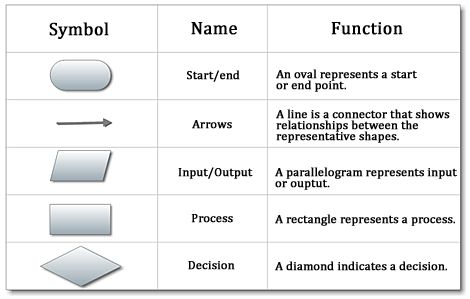 Symbol Name Function
Start/end
An oval represents a start
or end point.
Arrows
A line is a connector that shows
relationships between the
representative shapes.
Input/Output
A parallelogram represents input
or ouptut.
Process
A rectangle represents a process.
Decision
A diamond indicates a decision.